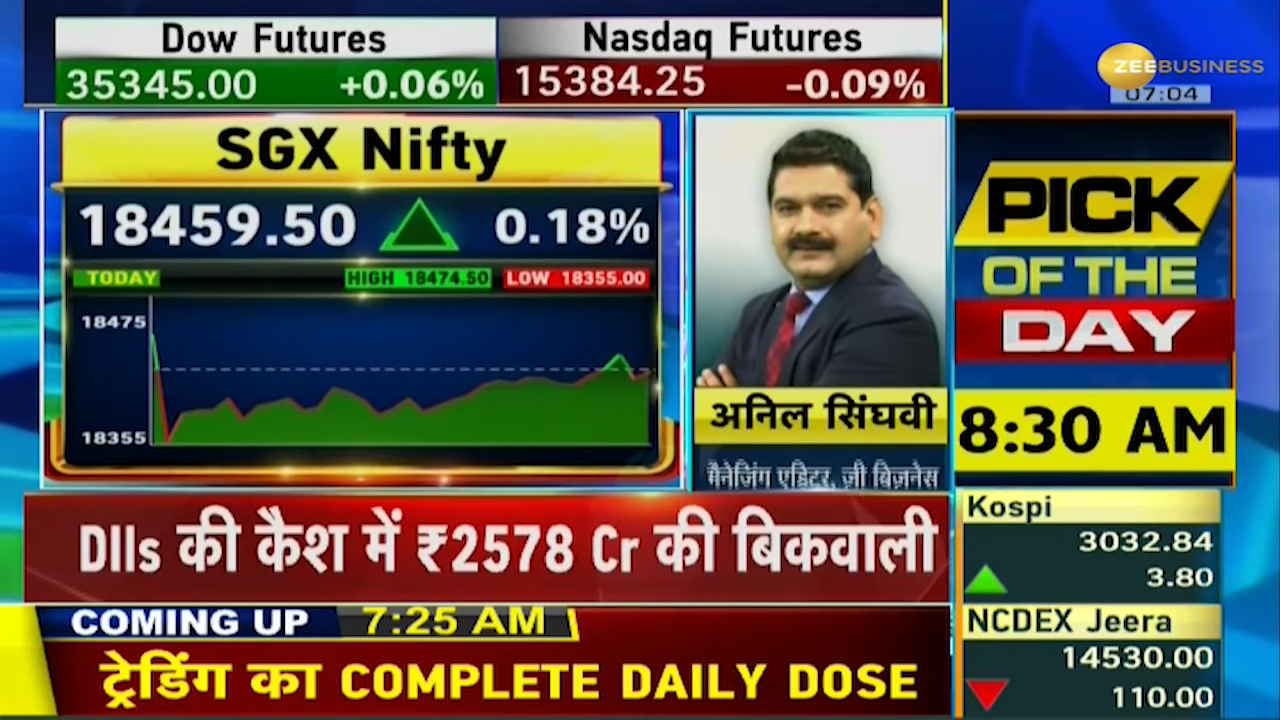 Dow Futures
35345.00 +0.06%
Nasdaq Futures
15384.25 -0.09%
ZEEBUSINESS
07:04
SGX Nifty
18459.50 0.18%
TODAY HIGH 18474.50 LOW 18355.00
18475
18355
अनिल सिंघवी
मैनेजिंग एडिटर, ज़ी बिज़नेस
PICK
OF THE
DAY
8:30 AM
DIIs की कैश में ₹2578 Cr की बिकवाली
COMING UP 7:25 AM
ट्रेडिंग का COMPLETE DAILY DOSE
Kospi
3032.84
3.80
NCDEX Jeera
14530.00
110.00